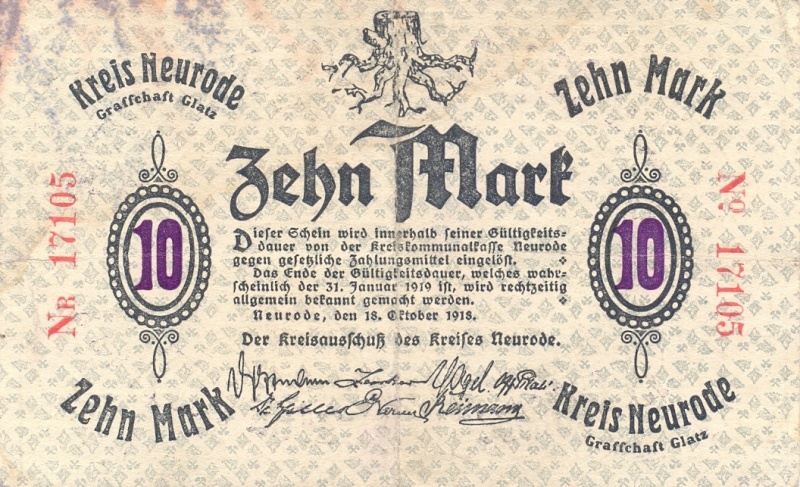 Kreis Neurode
Graffchaft Glatz
Zehn Mark
Zehn Mark
Nr 17105
10
Dieser Schein wird innerhalb seiner Gültigkeits-
dauer von der Kreiskommunalkasse Neurode
gegen gesetzliche Zahlungsmittel eingelöst.
Das Ende der Gültigkeitsdauer, welches wahr-
scheinlich der 31. Januar 1919 ist, wird rechtzeitig
allgemein bekannt gemacht werden.
Neurode, den 18. Oktober 1918.
Der Kreisausschuß des Kreises Neurode.
10
No 17105
Vogel
Reimann
Zehn Mark
Kreis Neurode
Graffchaft Glatz